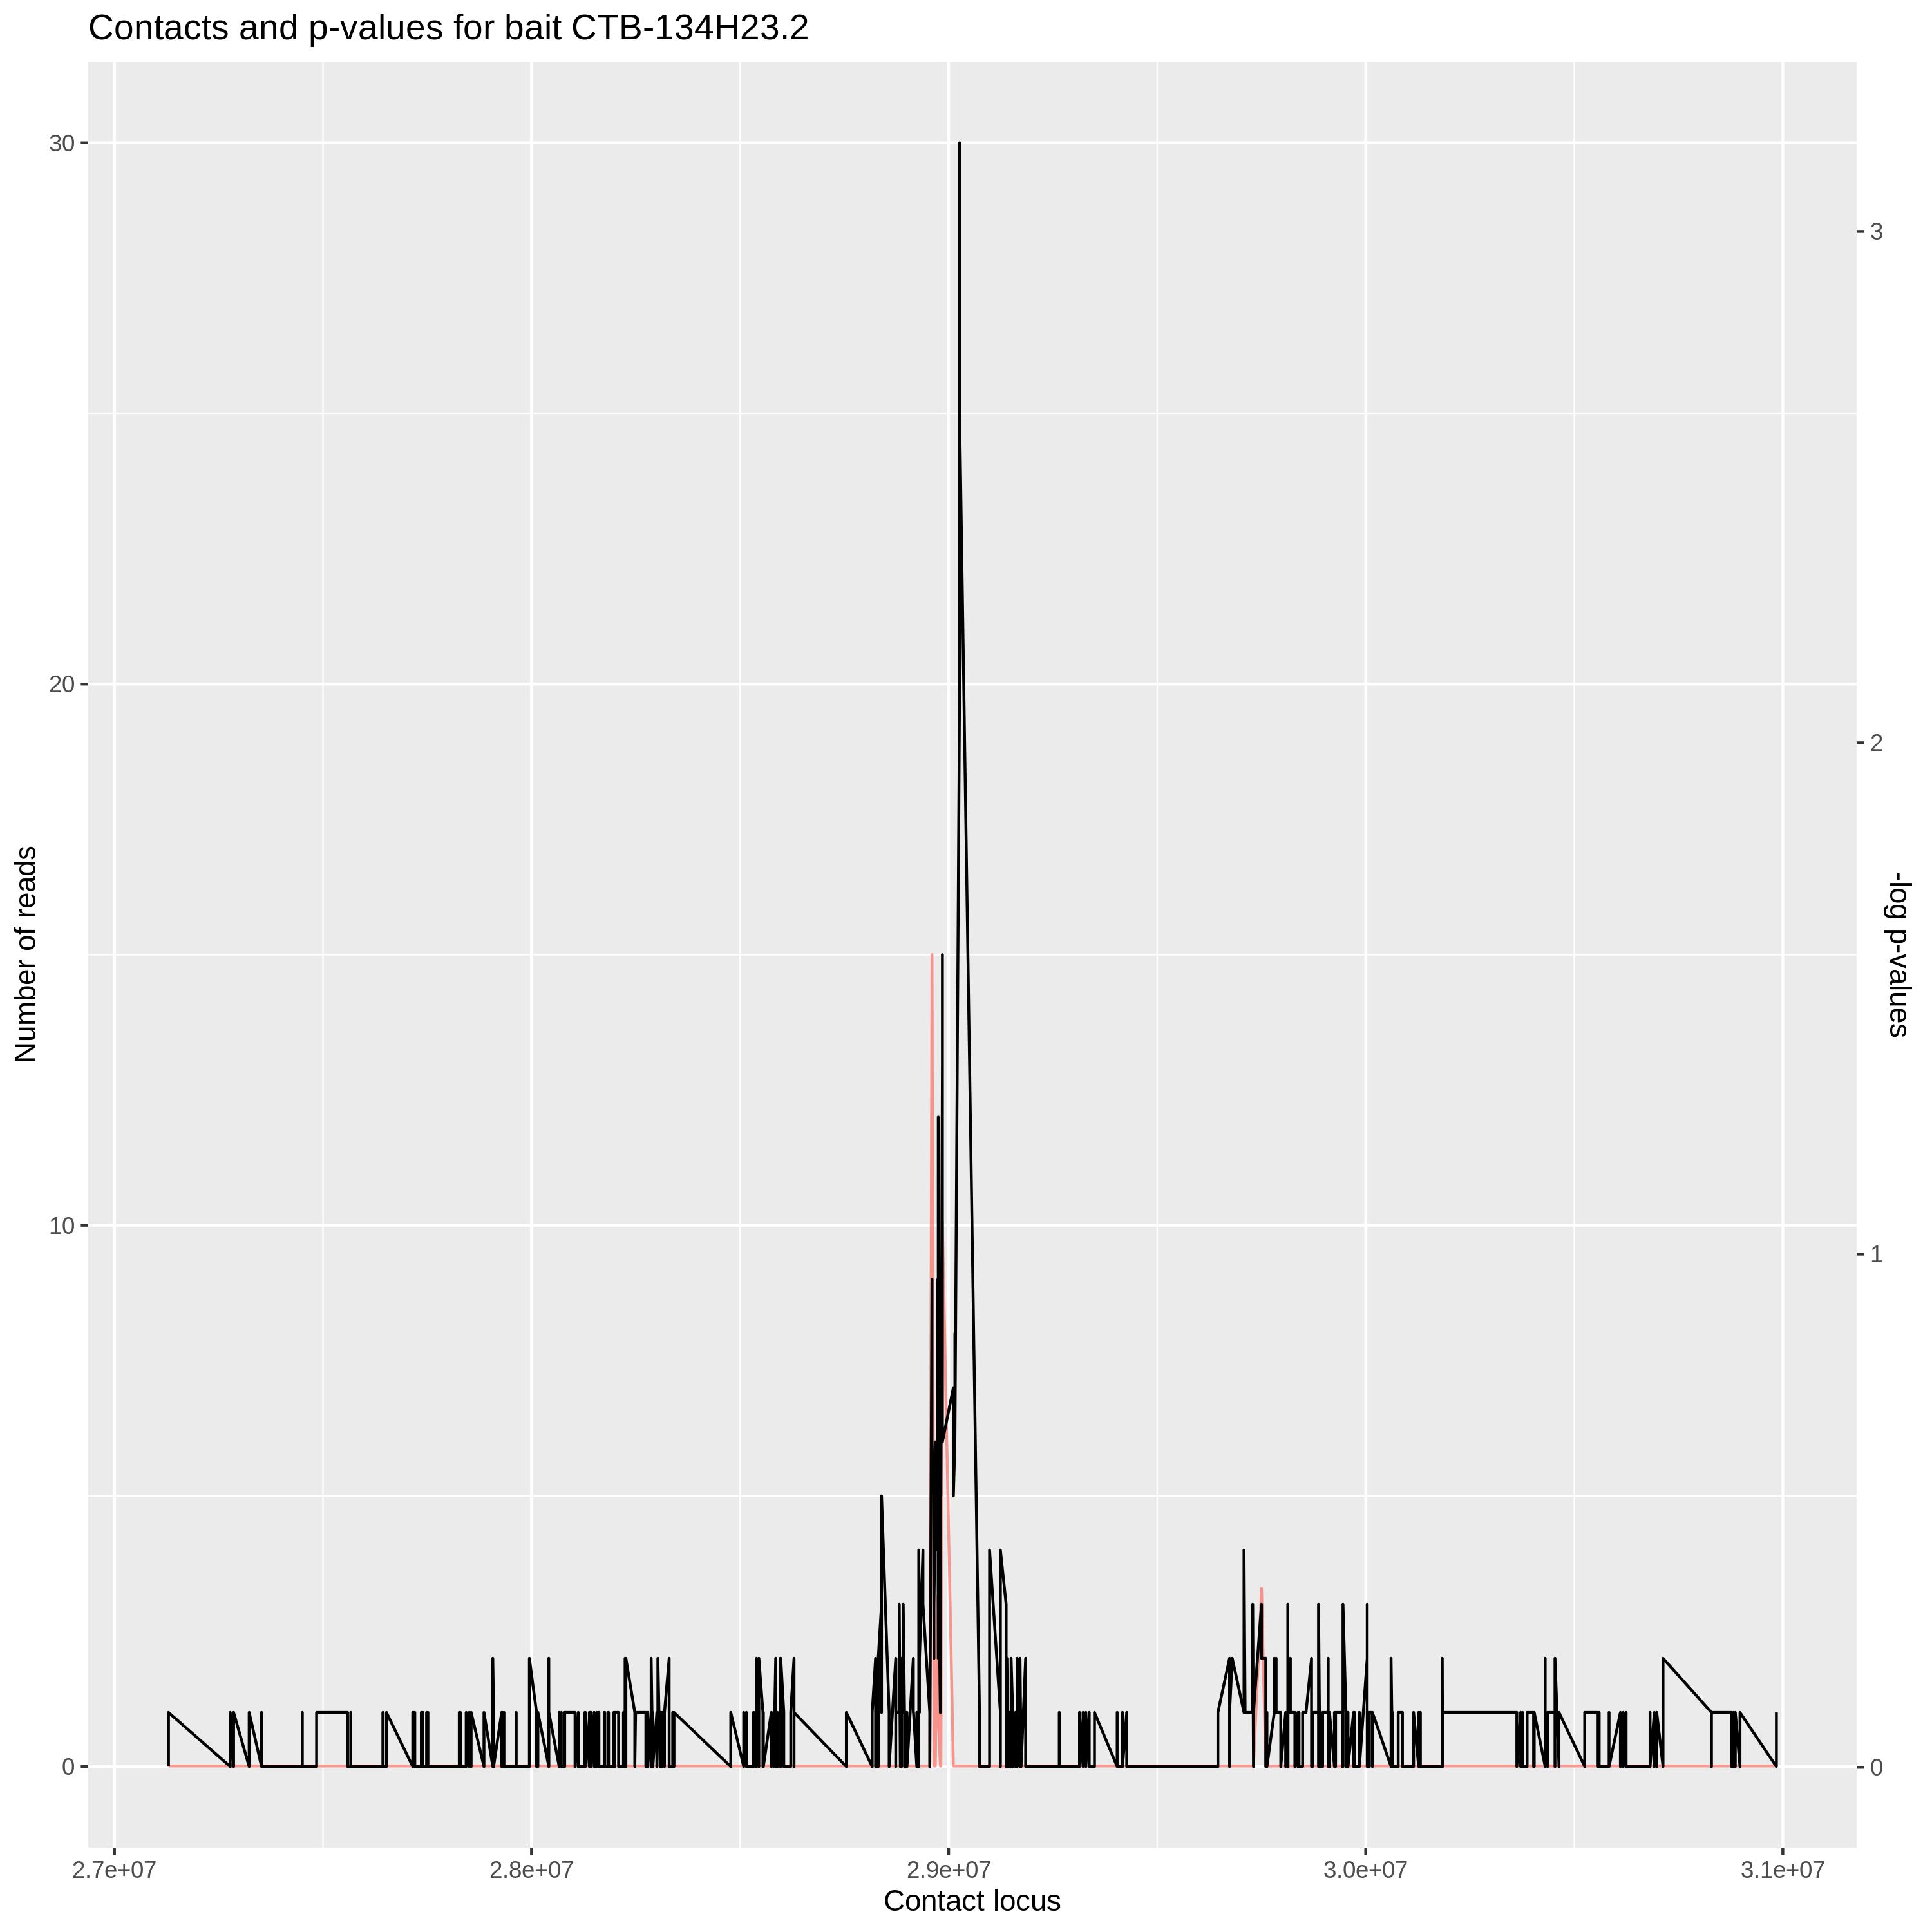 Contacts and p-values for bait CTB-134H23.2
Number of reads
30
20
10
0
3
2
1
0
-log p-values
2.7e+07
2.8e+07
2.9e+07
3.0e+07
3.1e+07
Contact locus